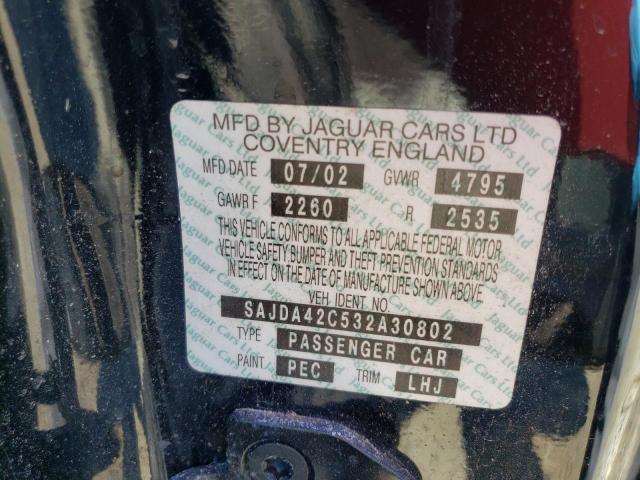 MFD BY JAGUAR CARS LTD
COVENTRY ENGLAND
MFD DATE 07/02 GVWR 4795
GAWR F 2260 R 2535
THIS VEHICLE CONFORMS TO ALL APPLICABLE FEDERAL MOTOR
VEHICLE SAFETY BUMPER AND THEFT PREVENTION STANDARDS
IN EFFECT ON THE DATE OF MANUFACTURE SHOWN ABOVE
VEH IDENT. NO.
SAJDA42C532A30802
TYPE PASSENGER CAR
PAINT PEC TRIM LHJ